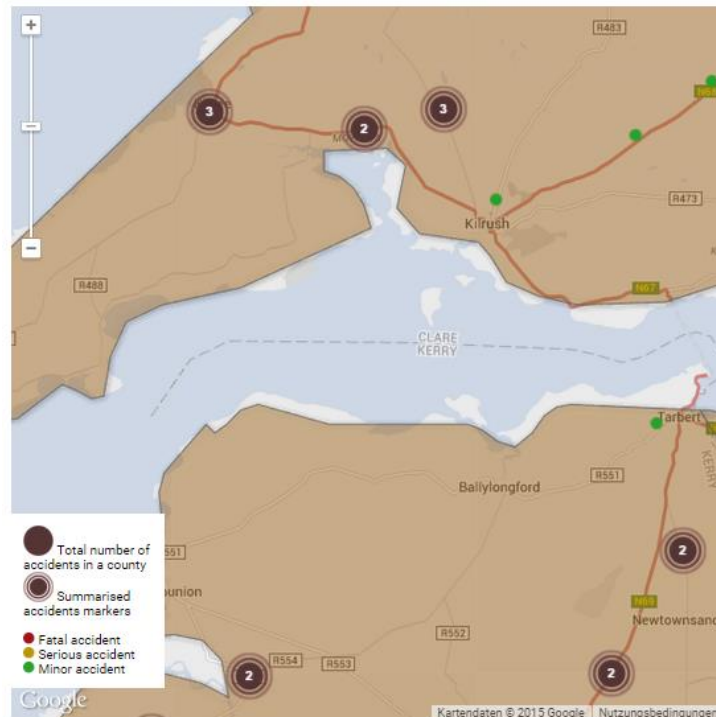 R483
3
3
2
N68
Kilrush
R473
R488
N67
CLARE
KERRY
Tarbert
KERRY
R551
Ballylongford
2
Total number of
accidents in a county
Summarised
accidents markers
Fatal accident
Serious accident
Minor accident
551
union
N69
Newtownsand
R552
R554
R553
2
2
Google
Kartendaten © 2015 Google
Nutzungsbedingungen